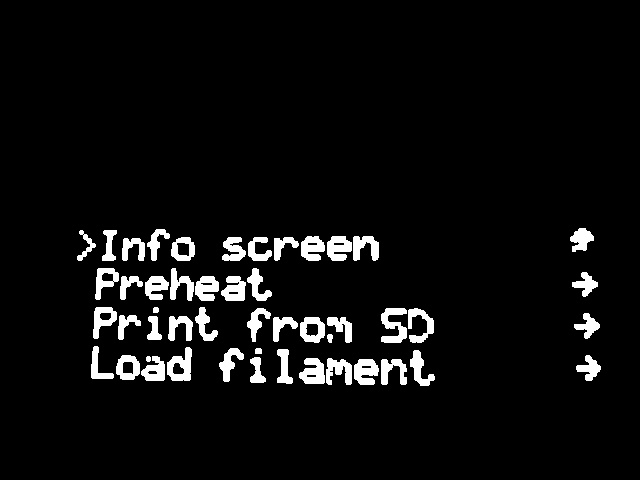 >Info screen
Preheat →
Print from SD →
Load filament →